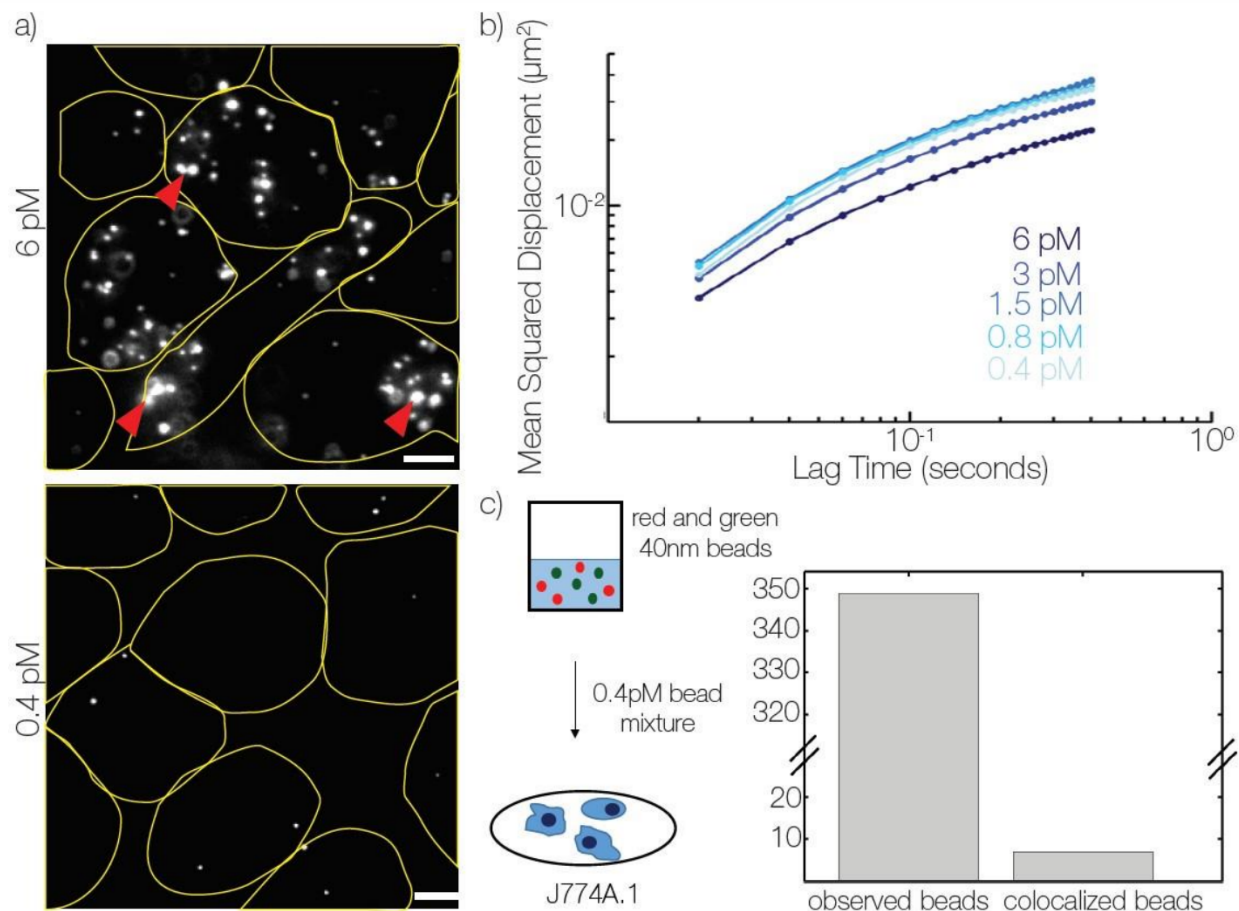 a)
6 pM
0.4 pM
b)
Mean Squared Displacement (µm²)
10⁻²
6 pM
3 pM
1.5 pM
0.8 pM
0.4 pM
10⁻¹
10⁰
Lag Time (seconds)
c)
red and green
40nm beads
0.4pM bead
mixture
J774A.1
350
340
330
320
20
10
observed beads
colocalized beads